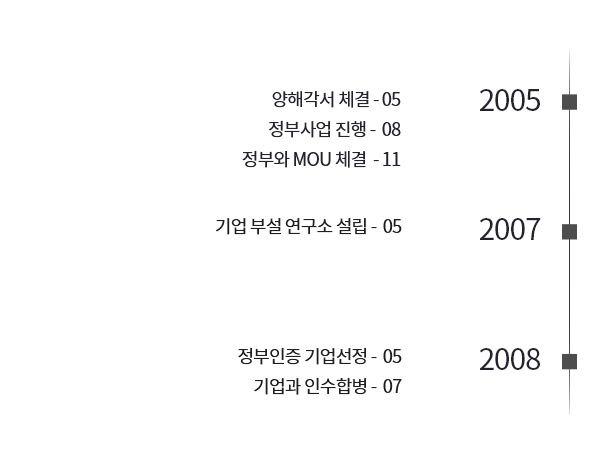 양해각서 체결 - 05 2005
정부사업 진행 - 08
정부와 MOU 체결 - 11
기업 부설 연구소 설립 - 05 2007
정부인증 기업선정 - 05 2008
기업과 인수합병 - 07